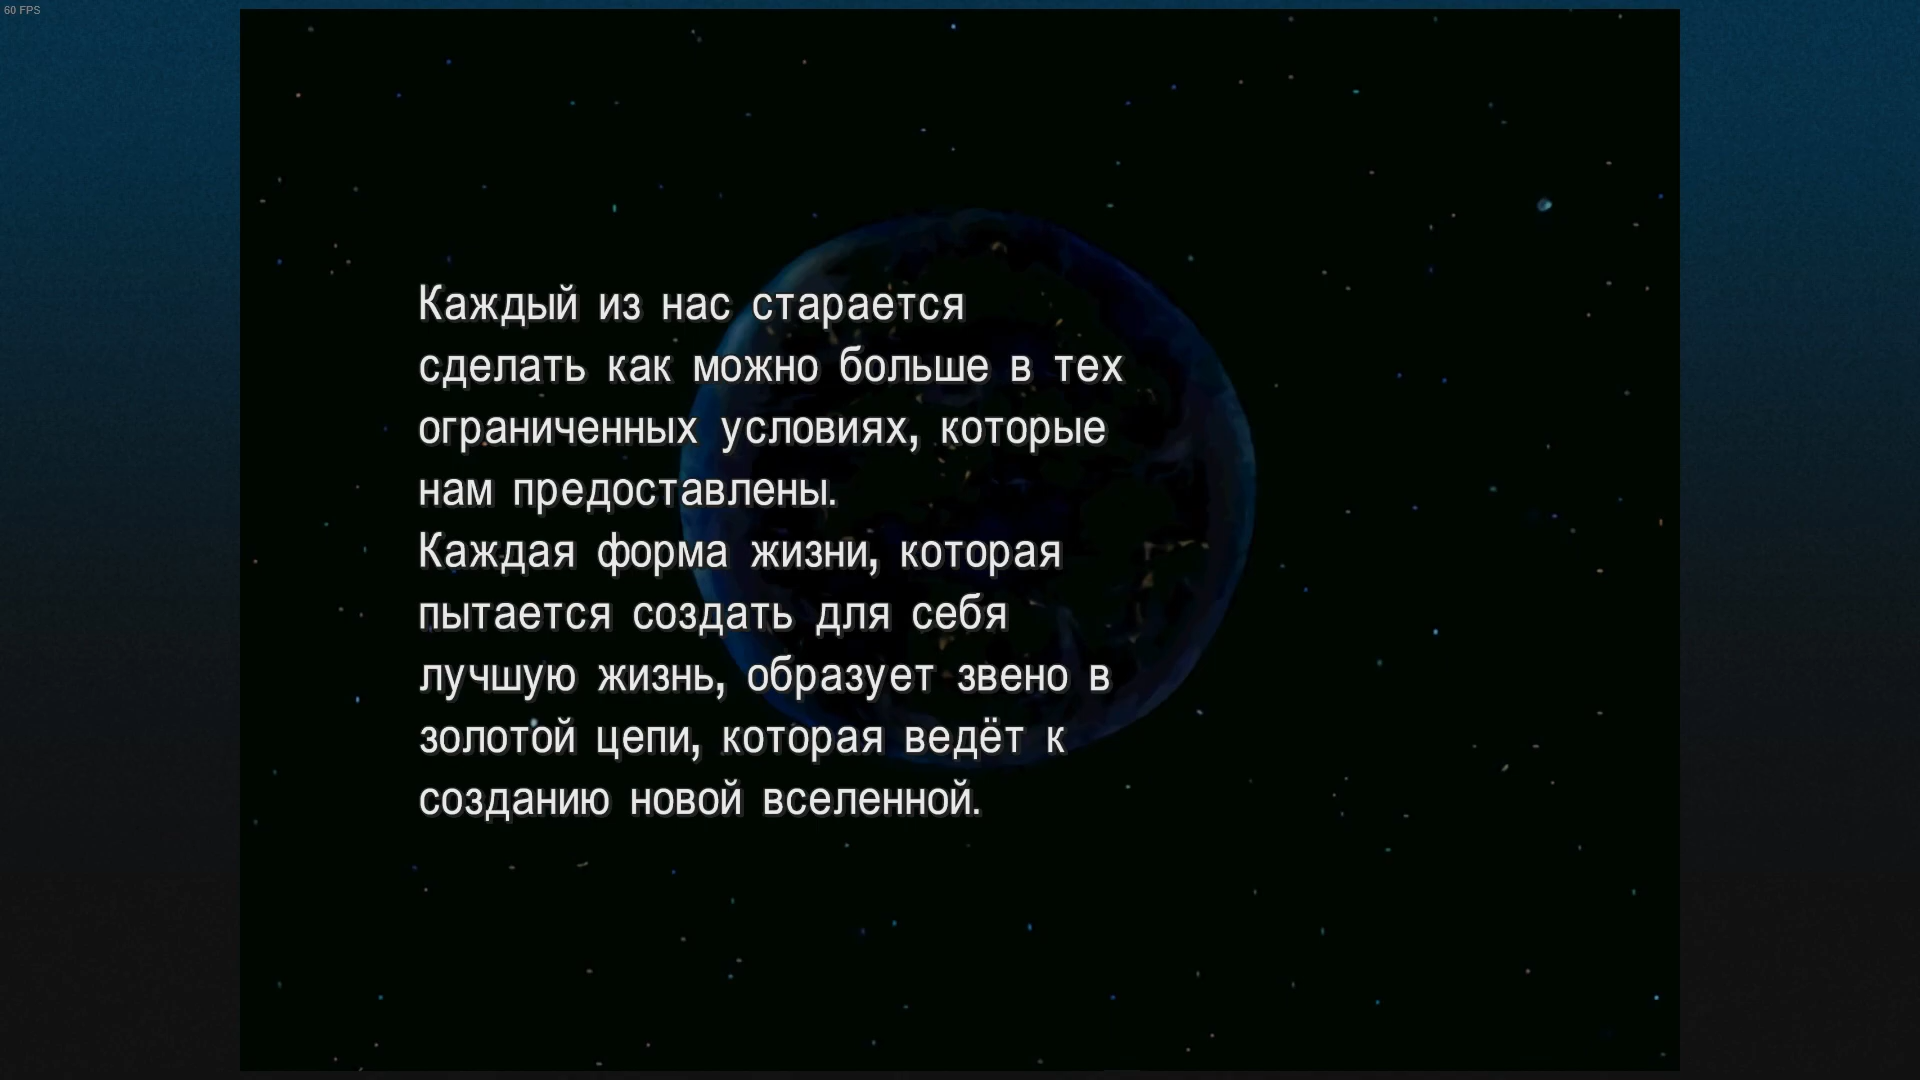 60 FPS
Каждый из нас старается
сделать как можно больше в тех
ограниченных условиях, которые
нам предоставлены.
Каждая форма жизни, которая
пытается создать для себя
лучшую жизнь, образует звено в
золотой цепи, которая ведёт к
созданию новой вселенной.